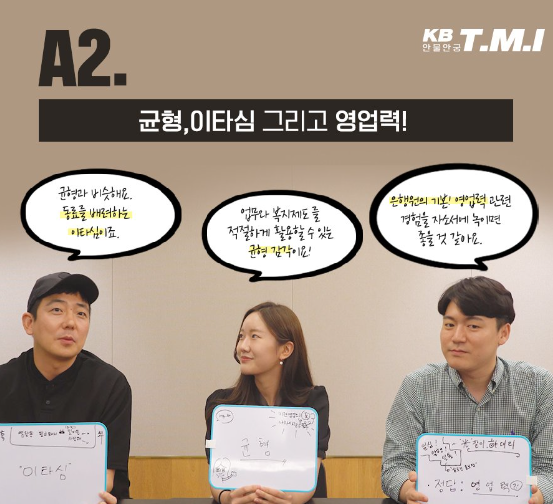 A2.
KB T.M.I
안물안궁
균형,이타심 그리고 영업력!
균형과 비슷해요.
동료를 배려하는
이타심이죠.
업무와 복지제도를
적절하게 활용할 수 있는
균형 감각이요!
은행원의 기본! 영업력 관련
경험을 자소서에 녹이면
좋을 것 같아요.
'이타심'
균형
정답: 영업력